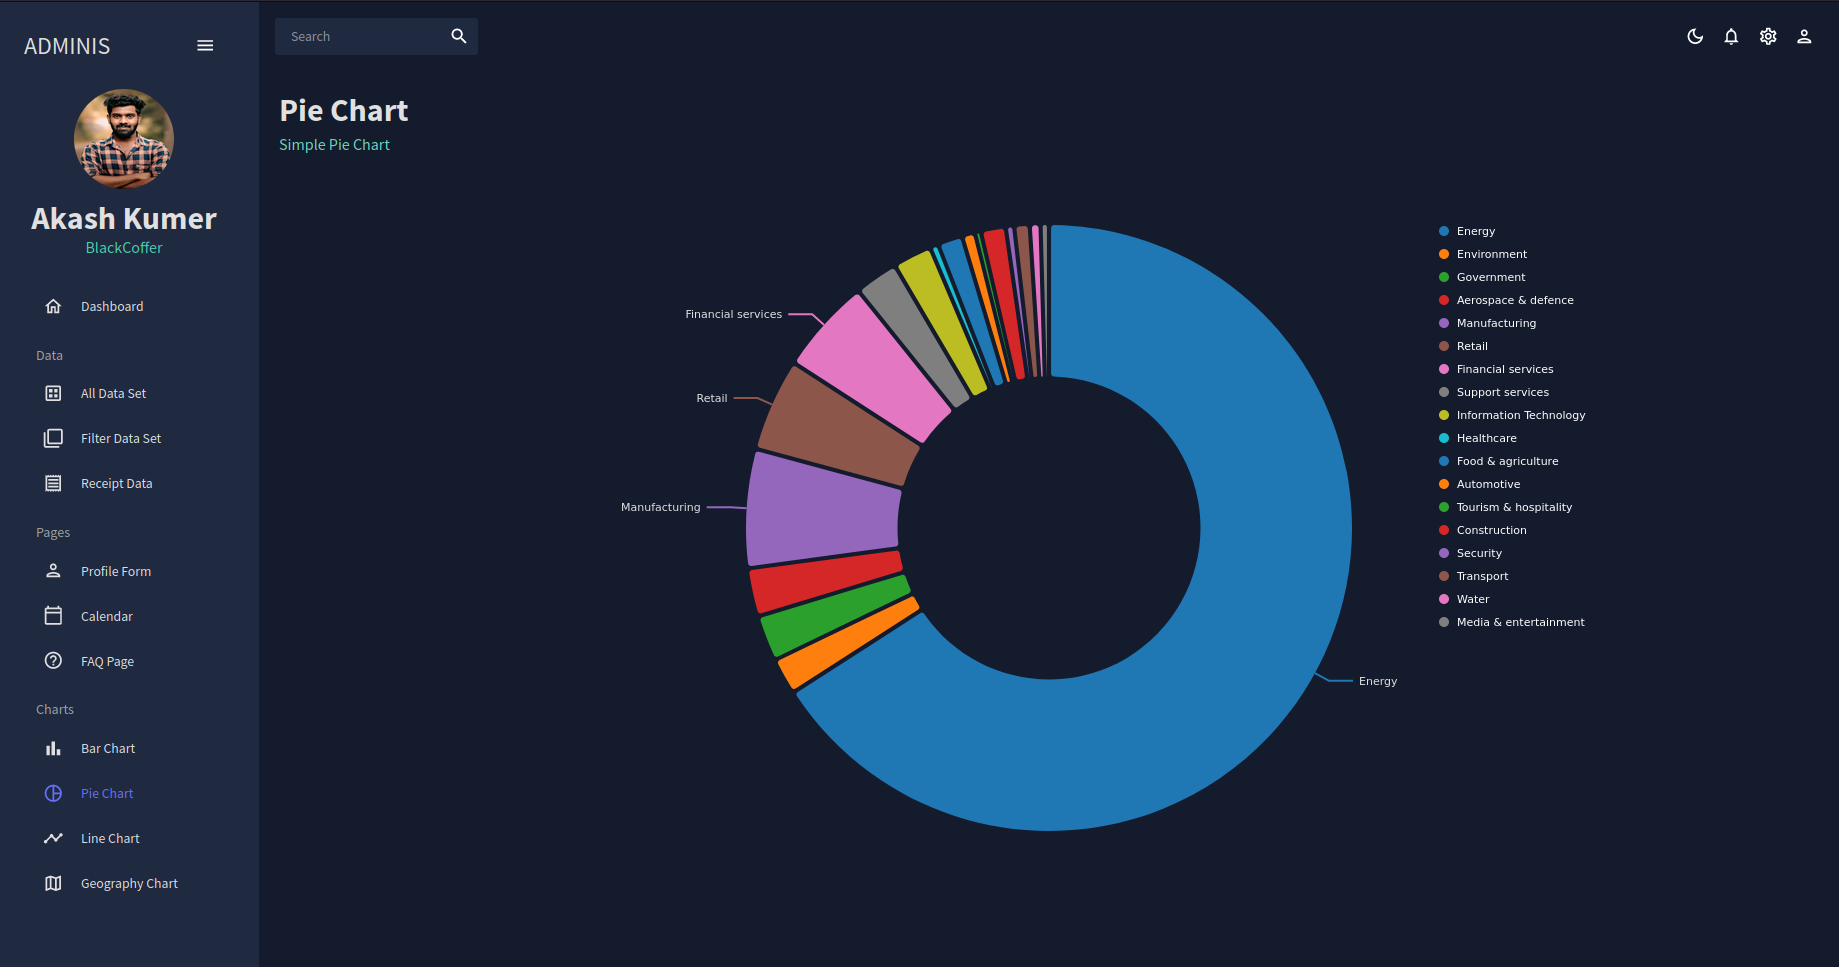 ADMINIS
Akash Kumer
BlackCoffer
Dashboard
Data
All Data Set
Filter Data Set
Receipt Data
Pages
Profile Form
Calendar
FAQ Page
Charts
Bar Chart
Pie Chart
Line Chart
Geography Chart
Search
Pie Chart
Simple Pie Chart
Financial services
Retail
Manufacturing
Energy
Energy
Environment
Government
Aerospace & defence
Manufacturing
Retail
Financial services
Support services
Information Technology
Healthcare
Food & agriculture
Automotive
Tourism & hospitality
Construction
Security
Transport
Water
Media & entertainment